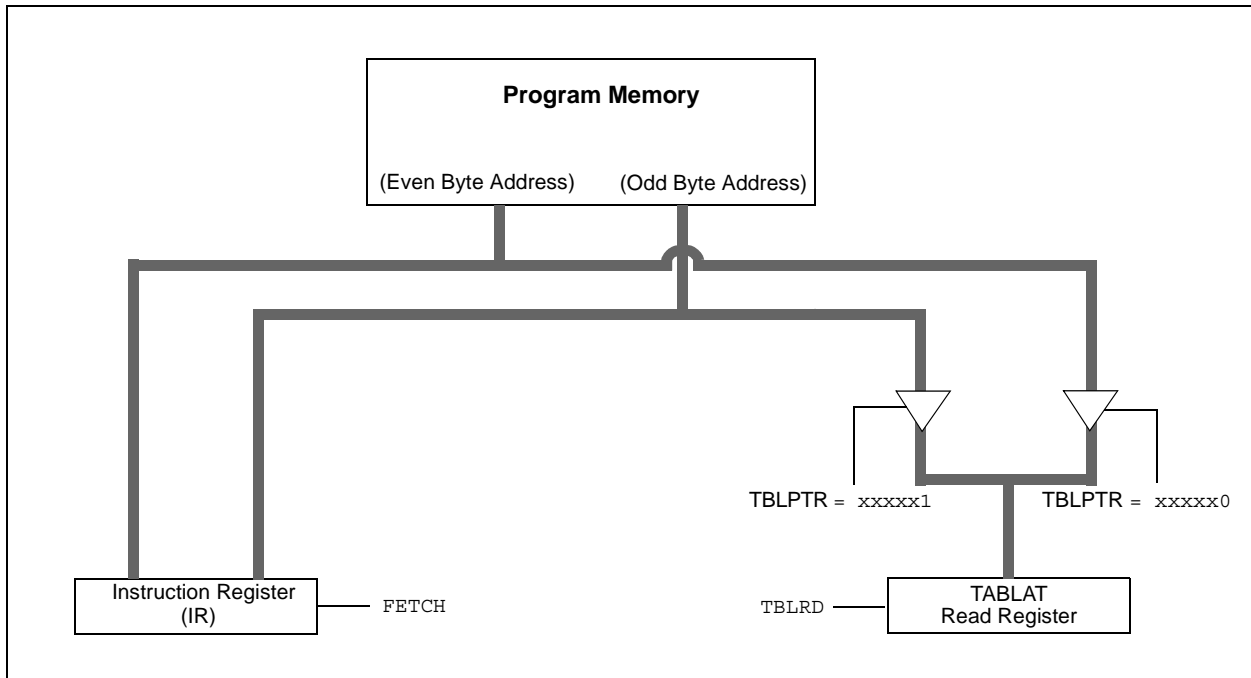 Program Memory
(Even Byte Address) (Odd Byte Address)
TBLPTR = xxxxx1
TBLPTR = xxxxx0
Instruction Register
(IR)
FETCH
TBLRD
TABLAT
Read Register